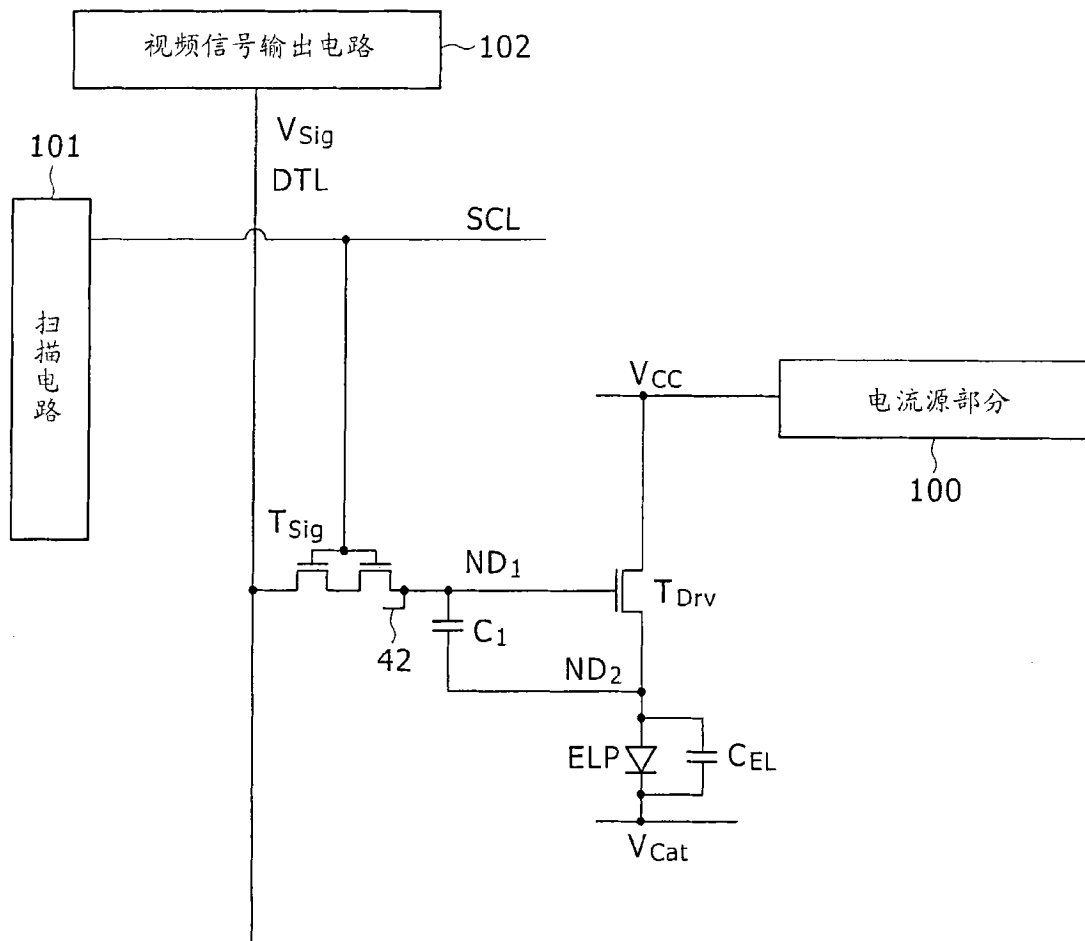 视频信号输出电路
102
V_Sig
DTL
101
SCL
扫描电路
V_CC
电流源部分
100
T_Sig
ND_1
T_Drv
42
C_1
ND_2
ELP
C_EL
V_Cat